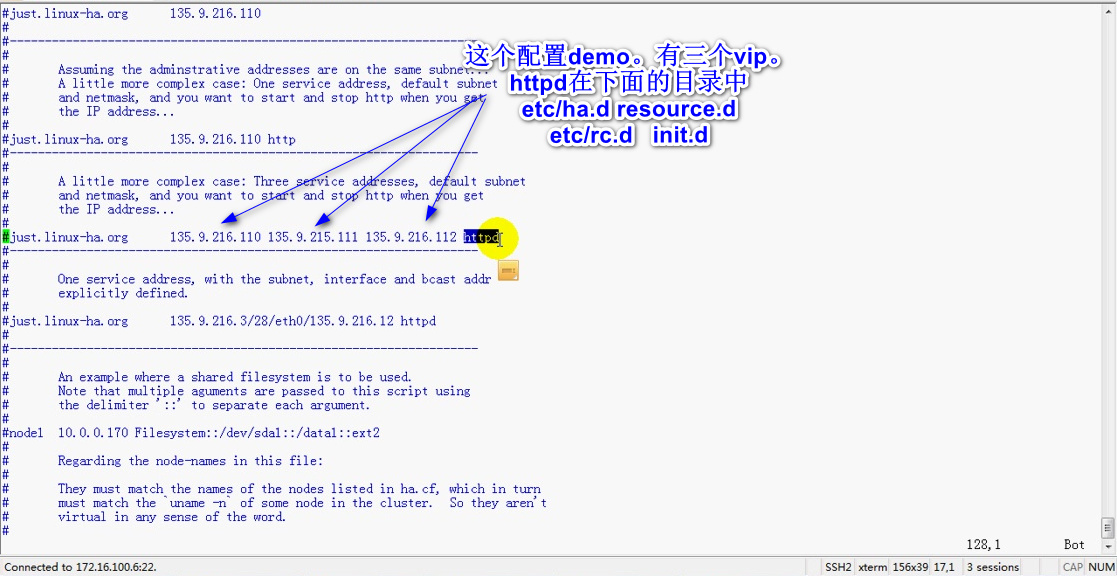 #just.linux-ha.org 135.9.216.110
#
#-------------------------------------------------------------------
#
# Assuming the adminstrative addresses are on the same subnet...
# A little more complex case: One service address, default subnet
# and netmask, and you want to start and stop http when you get
# the IP address...
#
#just.linux-ha.org 135.9.216.110 http
#-------------------------------------------------------------------
#
# A little more complex case: Three service addresses, default subnet
# and netmask, and you want to start and stop http when you get
# the IP address...
#
#just.linux-ha.org 135.9.216.110 135.9.215.111 135.9.216.112 httpd
#-------------------------------------------------------------------
#
# One service address, with the subnet, interface and bcast addr
# explicitly defined.
#
#just.linux-ha.org 135.9.216.3/28/eth0/135.9.216.12 httpd
#
#-------------------------------------------------------------------
#
# An example where a shared filesystem is to be used.
# Note that multiple aguments are passed to this script using
# the delimiter '::' to separate each argument.
#
#node1 10.0.0.170 Filesystem::/dev/sda1::/data1::ext2
#
# Regarding the node-names in this file:
#
# They must match the names of the nodes listed in ha.cf, which in turn
# must match the `uname -n` of some node in the cluster. So they aren't
# virtual in any sense of the word.
#
这个配置demo。有三个vip。
httpd在下面的目录中
etc/ha.d resource.d
etc/rc.d init.d
128,1 Bot
Connected to 172.16.100.6:22. SSH2 xterm 156x39 17,1 3 sessions CAP NUM